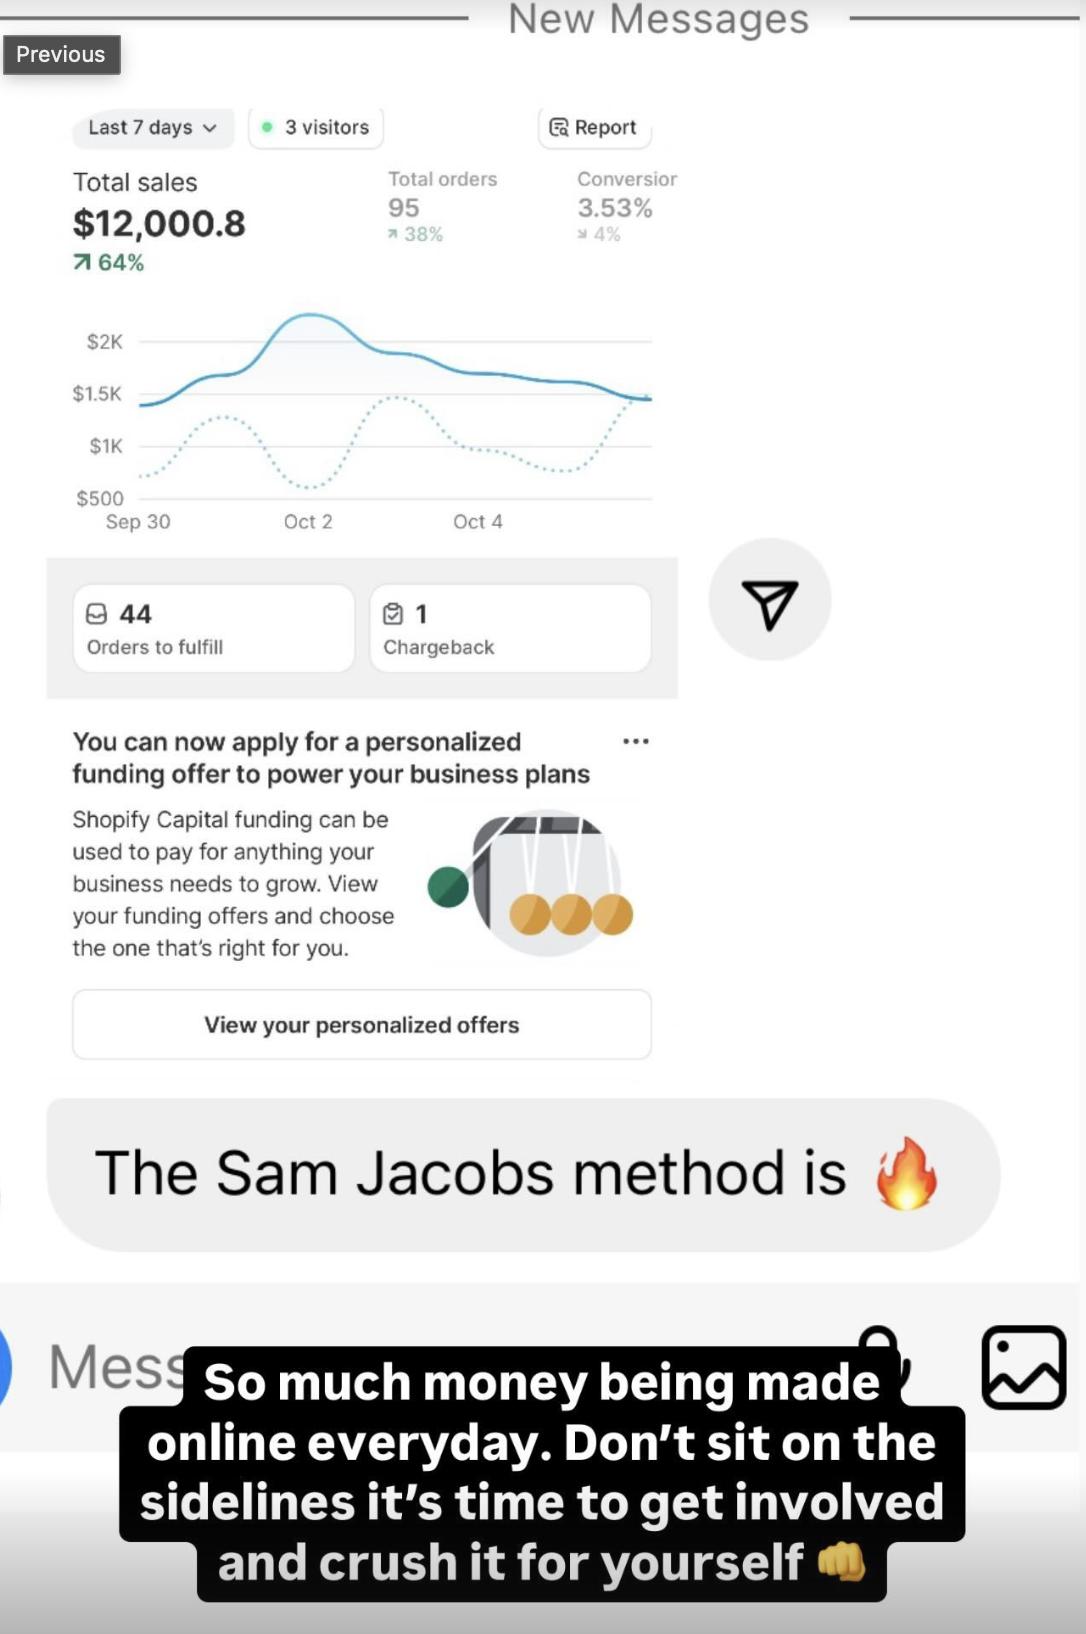 New Messages
Previous
Last 7 days
3 visitors
Report
Total sales
Total orders
Conversior
$12,000.8
95
3.53%
64%
38%
4%
$2K
$1.5K
$1K
$500
Sep 30
Oct 2
Oct 4
44
1
Orders to fulfill
Chargeback
You can now apply for a personalized
funding offer to power your business plans
Shopify Capital funding can be
used to pay for anything your
business needs to grow. View
your funding offers and choose
the one that's right for you.
View your personalized offers
The Sam Jacobs method is 🔥
Mess
So much money being made
online everyday. Don't sit on the
sidelines it's time to get involved
and crush it for yourself 👊